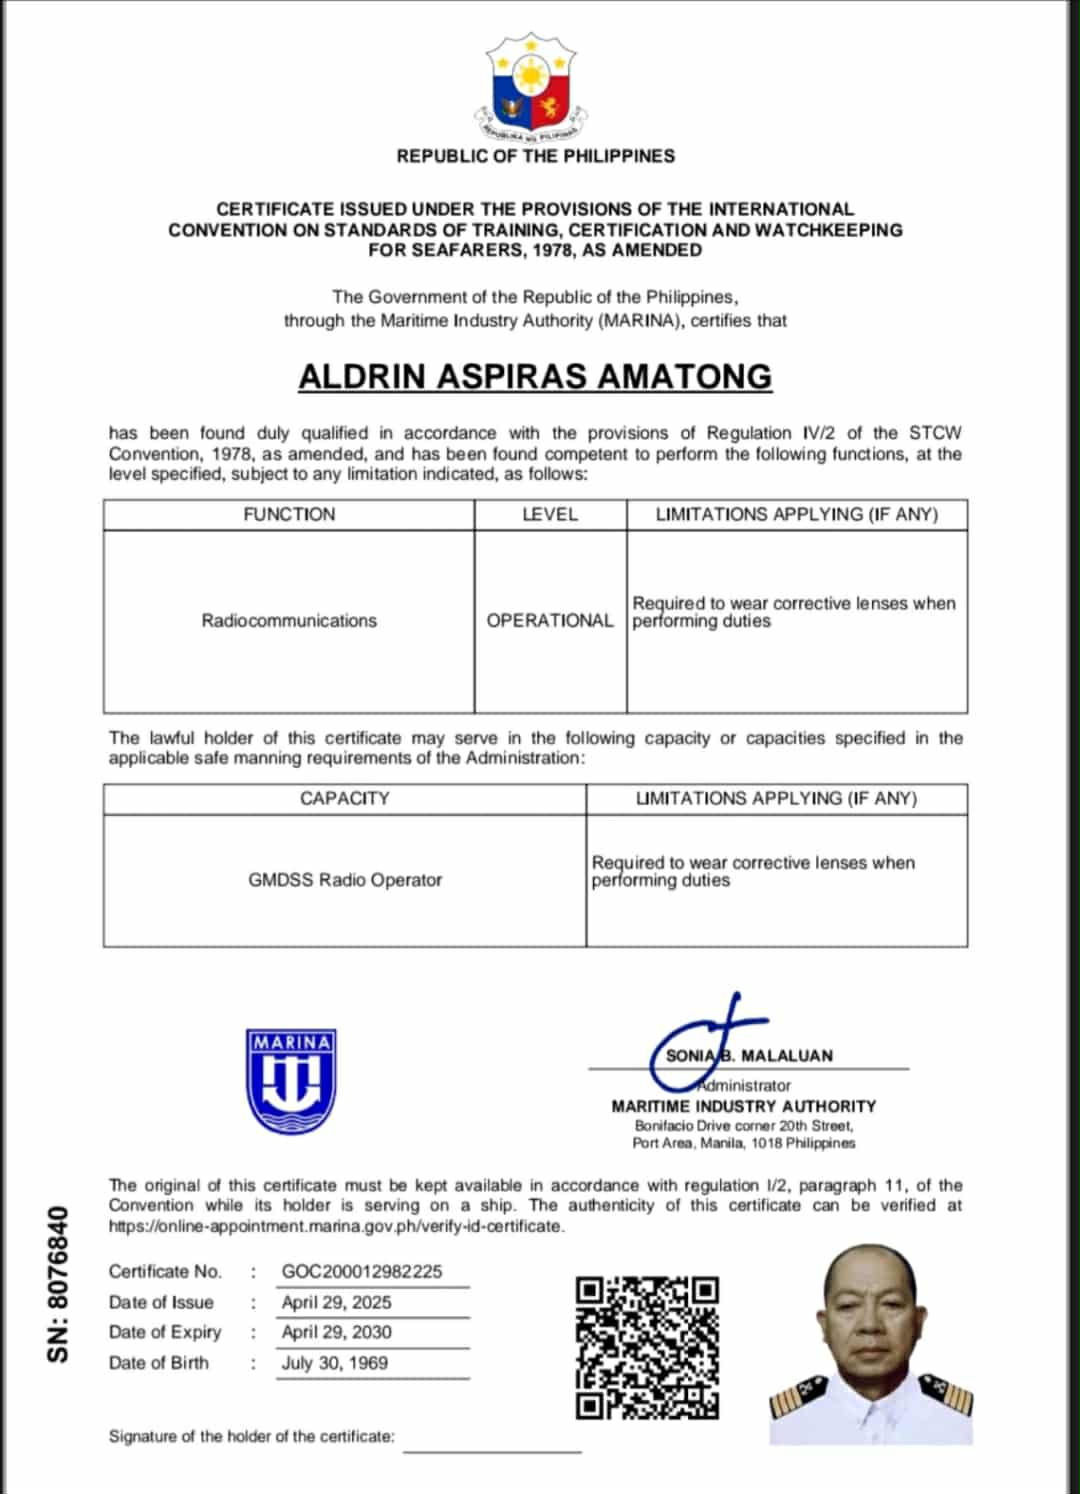 REPUBLIKA NG PILIPINAS
REPUBLIC OF THE PHILIPPINES
CERTIFICATE ISSUED UNDER THE PROVISIONS OF THE INTERNATIONAL
CONVENTION ON STANDARDS OF TRAINING, CERTIFICATION AND WATCHKEEPING
FOR SEAFARERS, 1978, AS AMENDED
The Government of the Republic of the Philippines,
through the Maritime Industry Authority (MARINA), certifies that
ALDRIN ASPIRAS AMATONG
has been found duly qualified in accordance with the provisions of Regulation IV/2 of the STCW
Convention, 1978, as amended, and has been found competent to perform the following functions, at the
level specified, subject to any limitation indicated, as follows:
FUNCTION LEVEL LIMITATIONS APPLYING (IF ANY)
Radiocommunications OPERATIONAL Required to wear corrective lenses when
performing duties
The lawful holder of this certificate may serve in the following capacity or capacities specified in the
applicable safe manning requirements of the Administration:
CAPACITY LIMITATIONS APPLYING (IF ANY)
GMDSS Radio Operator Required to wear corrective lenses when
performing duties
MARINA
SONIA B. MALALUAN
Administrator
MARITIME INDUSTRY AUTHORITY
Bonifacio Drive corner 20th Street,
Port Area, Manila, 1018 Philippines
The original of this certificate must be kept available in accordance with regulation I/2, paragraph 11, of the
Convention while its holder is serving on a ship. The authenticity of this certificate can be verified at
https://online-appointment.marina.gov.ph/verify-id-certificate.
SN: 8076840
Certificate No. : GOC200012982225
Date of Issue : April 29, 2025
Date of Expiry : April 29, 2030
Date of Birth : July 30, 1969
Signature of the holder of the certificate: